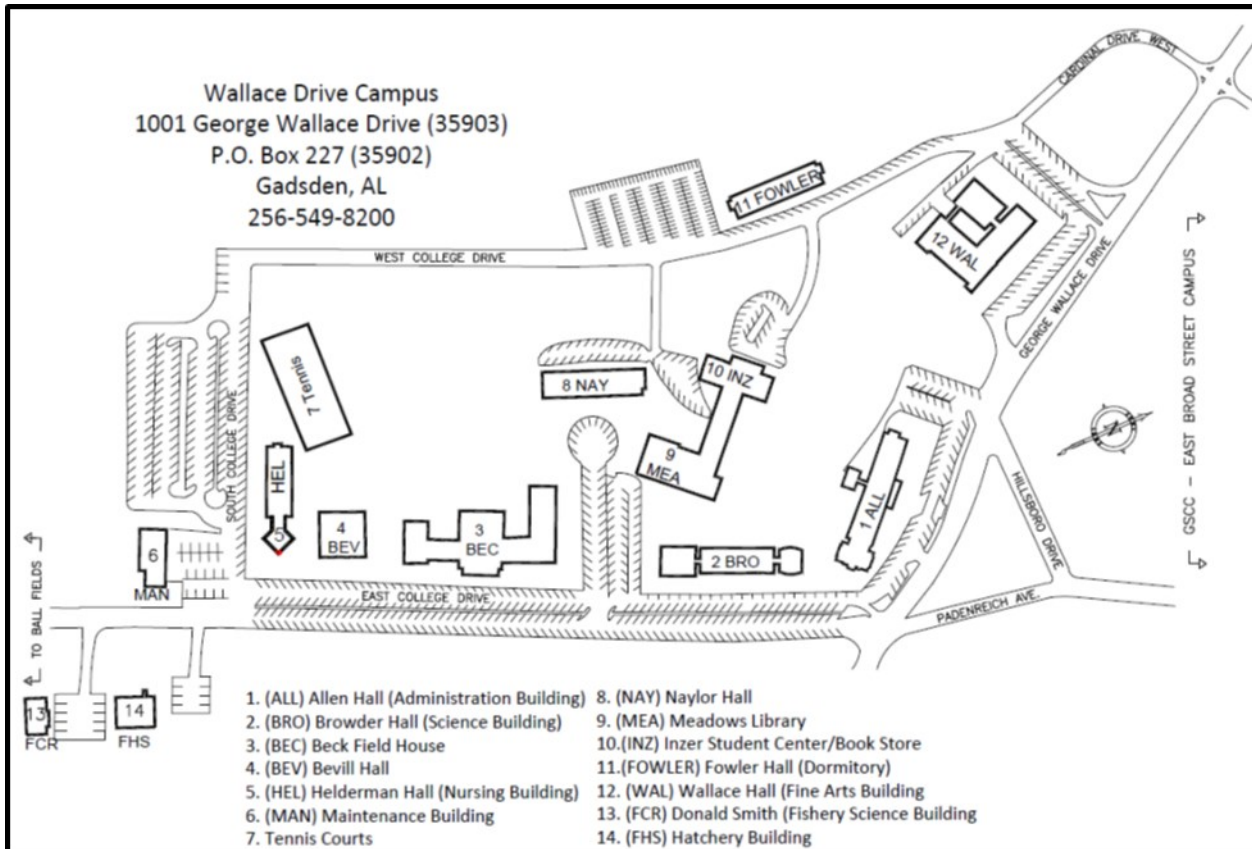 Wallace Drive Campus
1001 George Wallace Drive (35903)
P.O. Box 227 (35902)
Gadsden, AL
256-549-8200
CARDINAL DRIVE WEST
11 FOWLER
12 WAL
WEST COLLEGE DRIVE
GEORGE WALLACE DRIVE
GSCC - EAST BROAD STREET CAMPUS
7 Tennis
8 NAY
10 INZ
9
MEA
SOUTH COLLEGE DRIVE
HEL
5
4
BEV
3
BEC
1 ALL
2 BRO
N
HILLSBORO DRIVE
6
MAN
EAST COLLEGE DRIVE
PADENREICH AVE.
TO BALL FIELDS
13
FCR
14
FHS
1. (ALL) Allen Hall (Administration Building)
2. (BRO) Browder Hall (Science Building)
3. (BEC) Beck Field House
4. (BEV) Bevill Hall
5. (HEL) Helderman Hall (Nursing Building)
6. (MAN) Maintenance Building
7. Tennis Courts
8. (NAY) Naylor Hall
9. (MEA) Meadows Library
10.(INZ) Inzer Student Center/Book Store
11.(FOWLER) Fowler Hall (Dormitory)
12. (WAL) Wallace Hall (Fine Arts Building
13. (FCR) Donald Smith (Fishery Science Building
14. (FHS) Hatchery Building